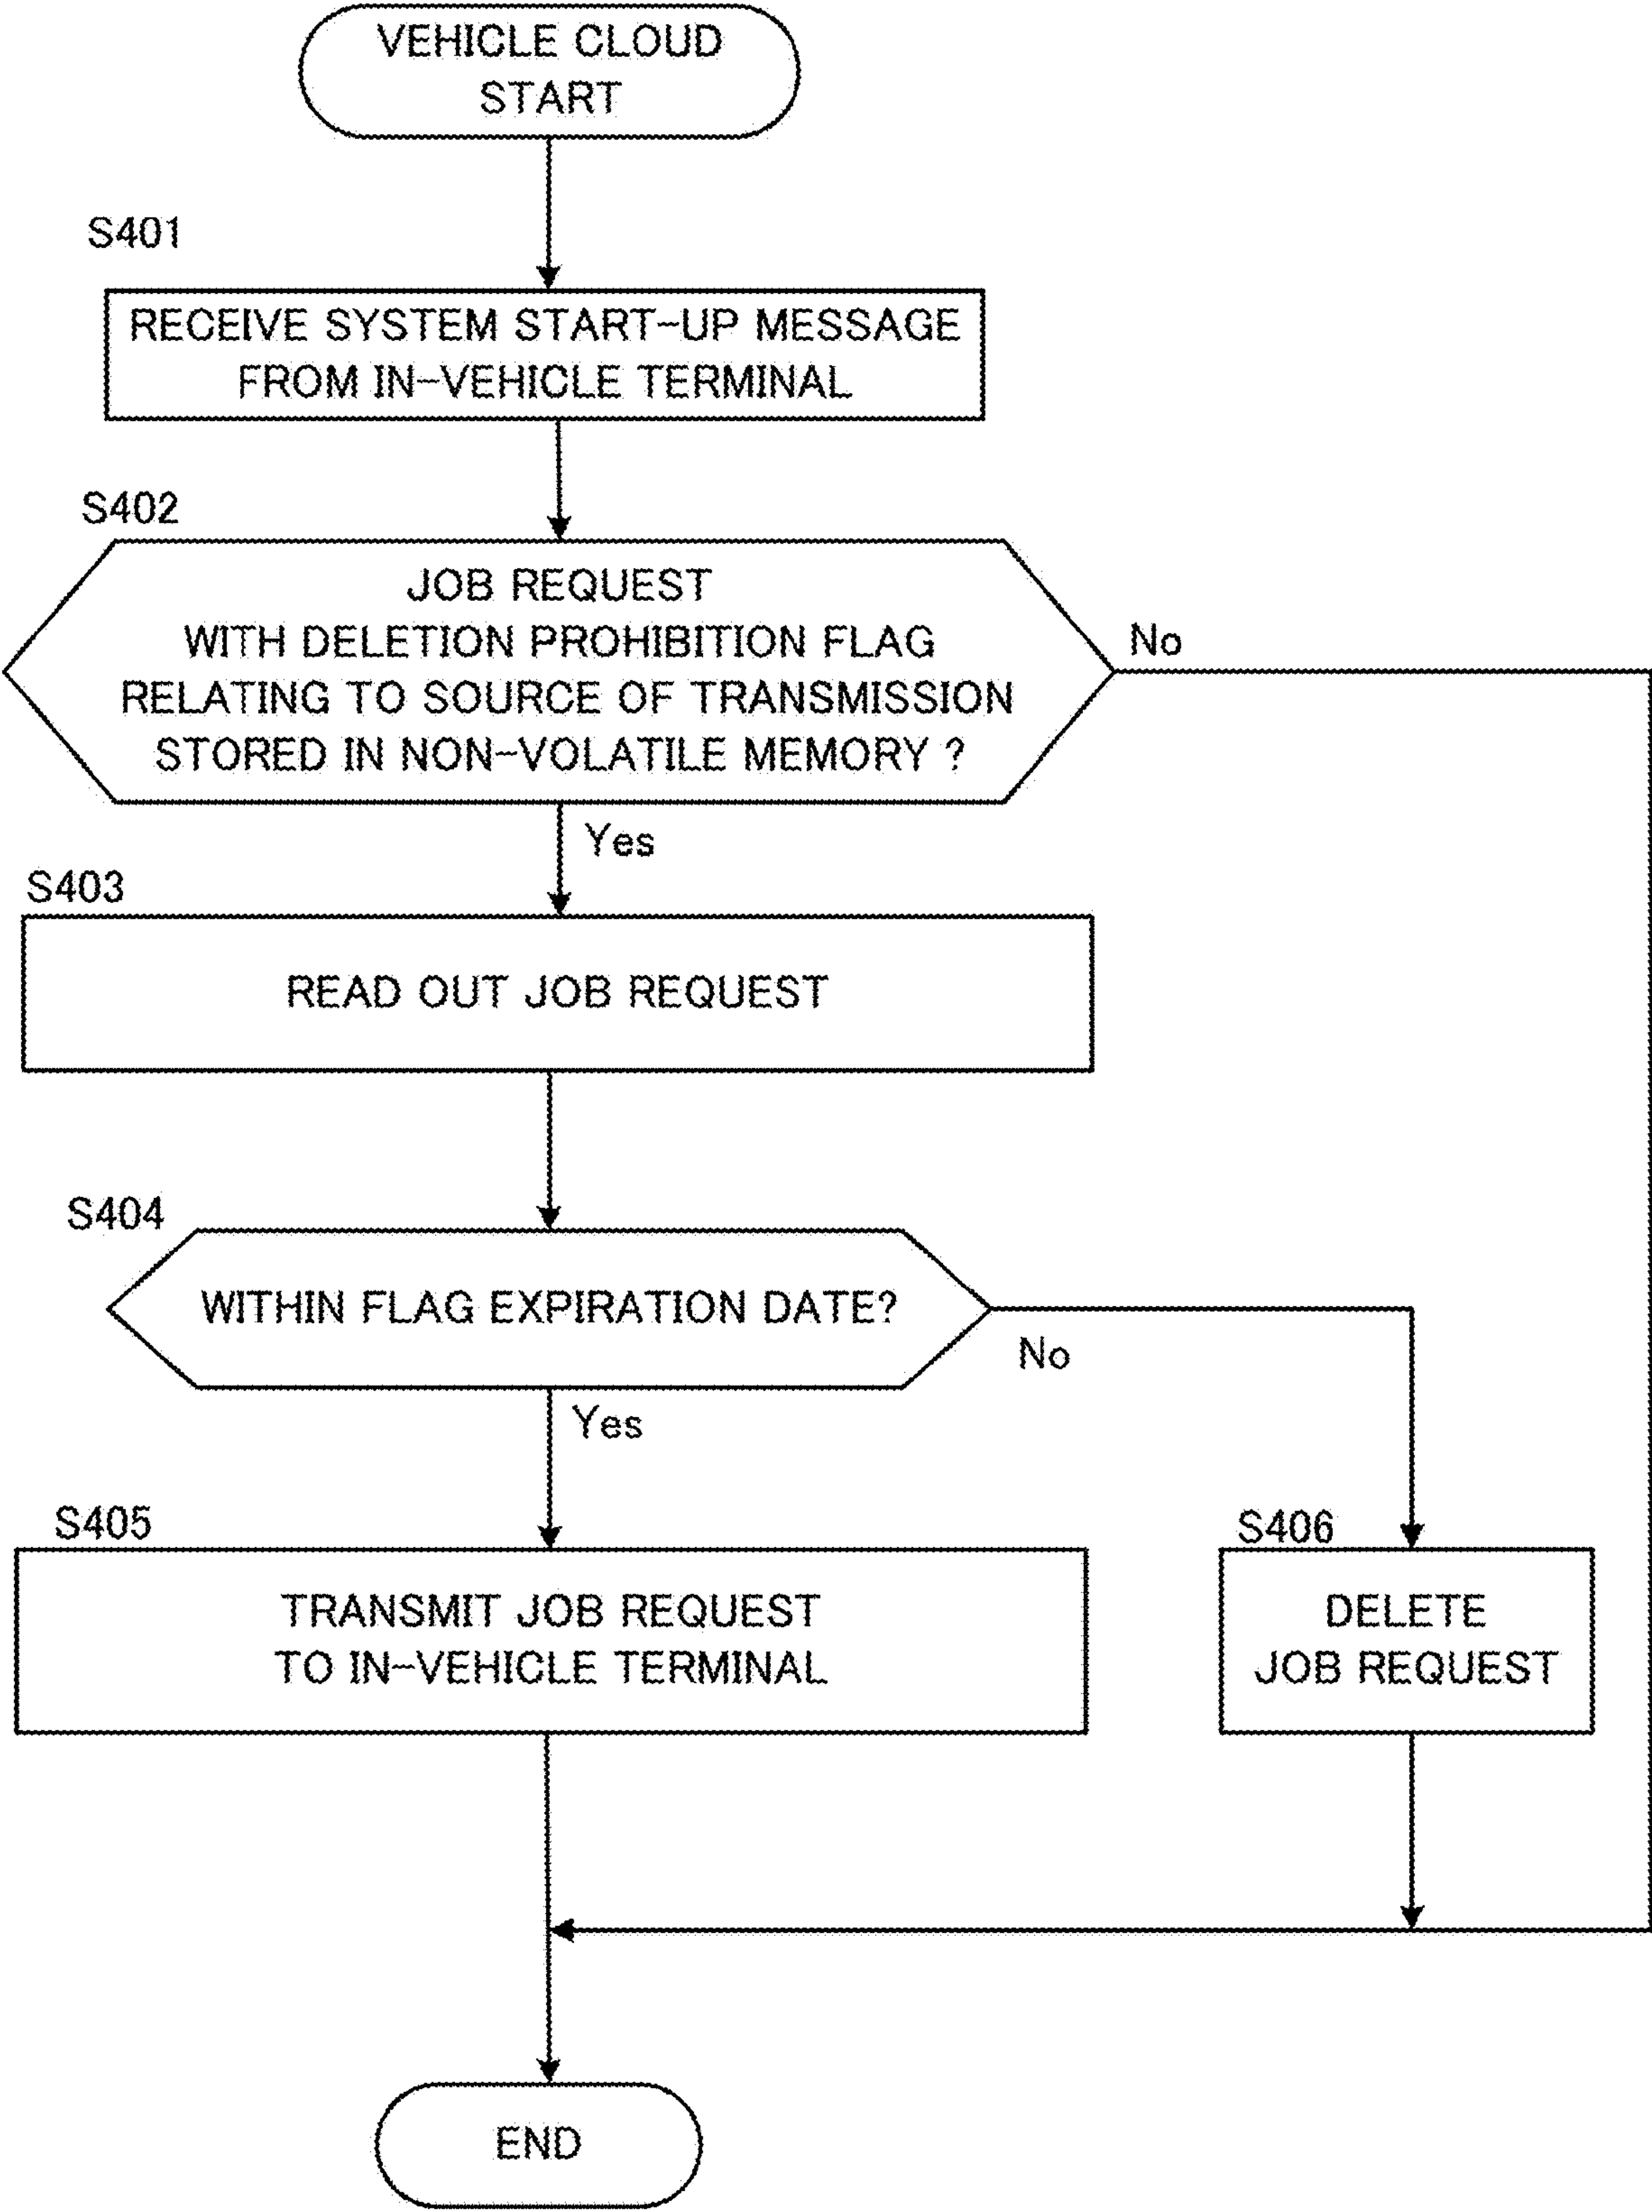 VEHICLE CLOUD
START
S401
RECEIVE SYSTEM START-UP MESSAGE
FROM IN-VEHICLE TERMINAL
S402
JOB REQUEST
WITH DELETION PROHIBITION FLAG
RELATING TO SOURCE OF TRANSMISSION
STORED IN NON-VOLATILE MEMORY ?
No
Yes
S403
READ OUT JOB REQUEST
S404
WITHIN FLAG EXPIRATION DATE?
No
Yes
S405
TRANSMIT JOB REQUEST
TO IN-VEHICLE TERMINAL
S406
DELETE
JOB REQUEST
END